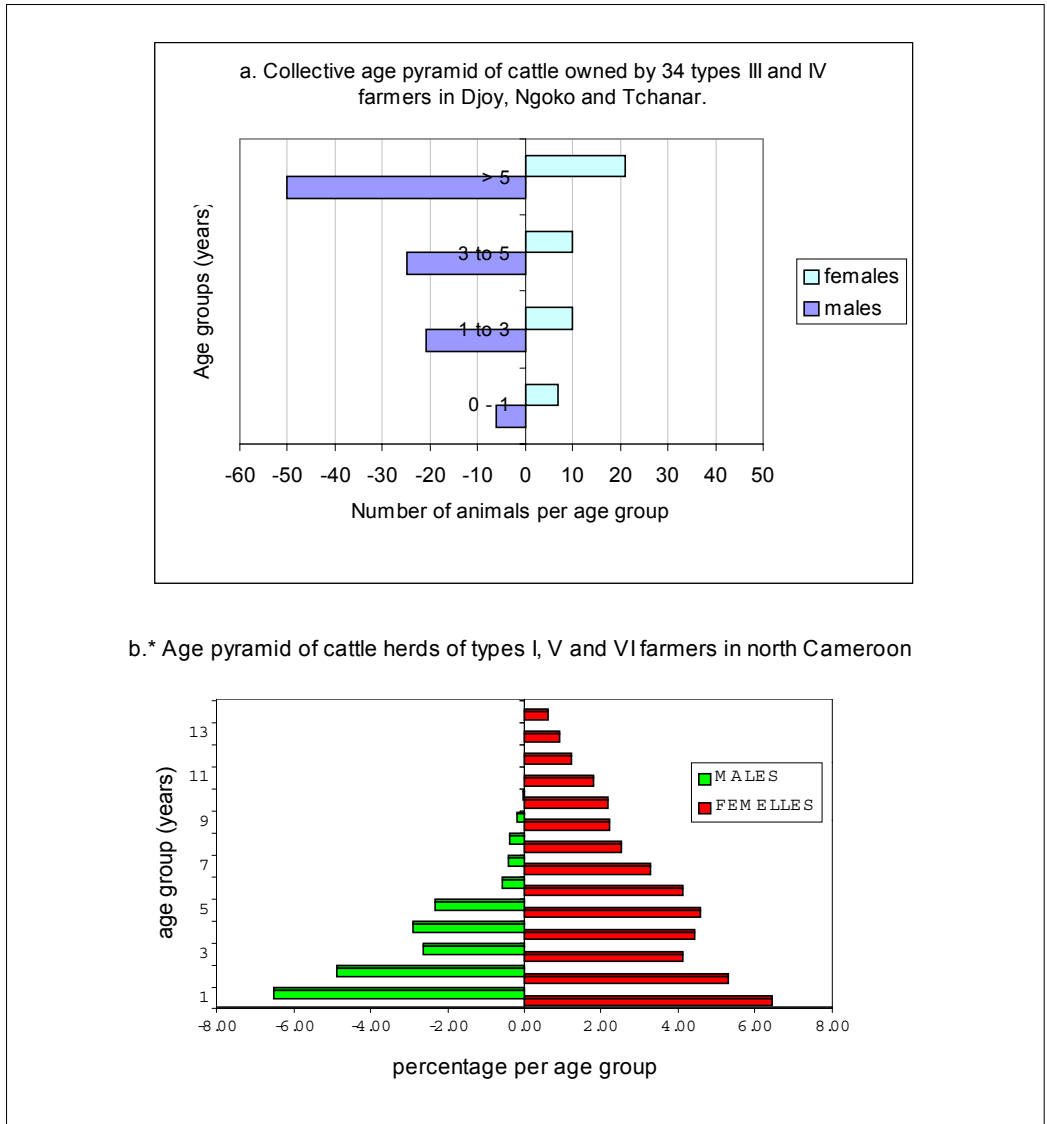 a. Collective age pyramid of cattle owned by 34 types III and IV
farmers in Djoy, Ngoko and Tchanar.
Age groups (years)
> 5
3 to 5
1 to 3
0 - 1
-60 -50 -40 -30 -20 -10 0 10 20 30 40 50
Number of animals per age group
females
males
b.* Age pyramid of cattle herds of types I, V and VI farmers in north Cameroon
age group (years)
13
11
9
7
5
3
1
-8.00 -6.00 -4.00 -2.00 0.00 2.00 4.00 6.00 8.00
percentage per age group
MALES
FEMELLES